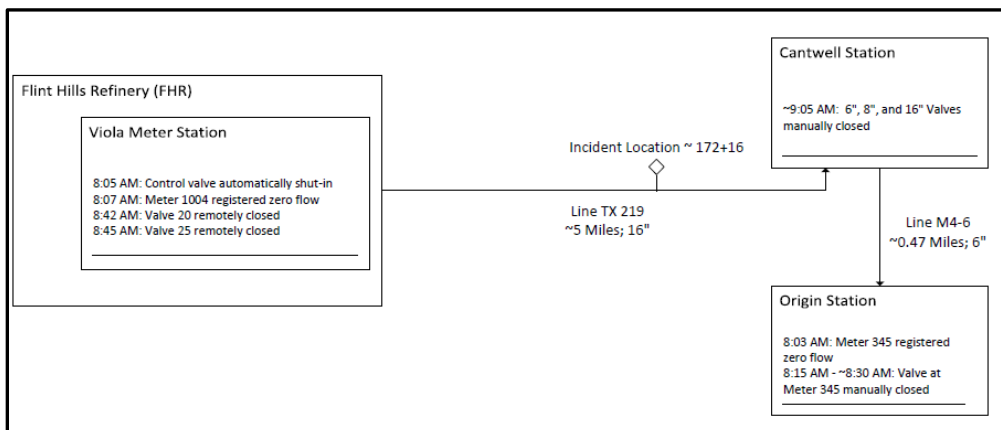 Flint Hills Refinery (FHR)
Viola Meter Station
8:05 AM: Control valve automatically shut-in
8:07 AM: Meter 1004 registered zero flow
8:42 AM: Valve 20 remotely closed
8:45 AM: Valve 25 remotely closed
Incident Location ~ 172+16
Line TX 219
~5 Miles; 16"
Cantwell Station
~9:05 AM:  6", 8", and 16" Valves
manually closed
Line M4-6
~0.47 Miles; 6"
Origin Station
8:03 AM: Meter 345 registered
zero flow
8:15 AM - ~8:30 AM: Valve at
Meter 345 manually closed